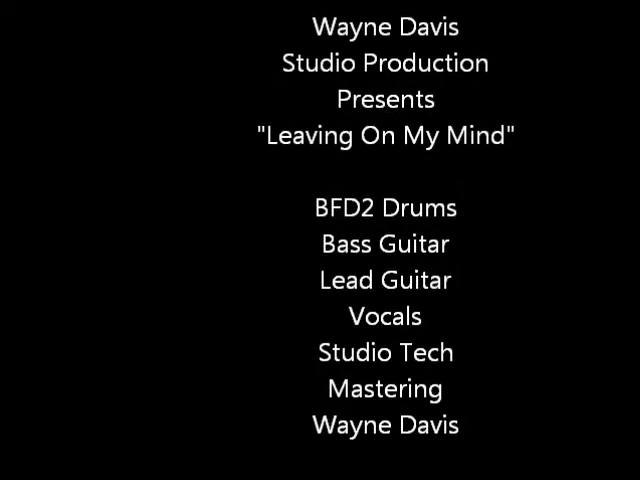 Wayne Davis
Studio Production
Presents
"Leaving On My Mind"
BFD2 Drums
Bass Guitar
Lead Guitar
Vocals
Studio Tech
Mastering
Wayne Davis